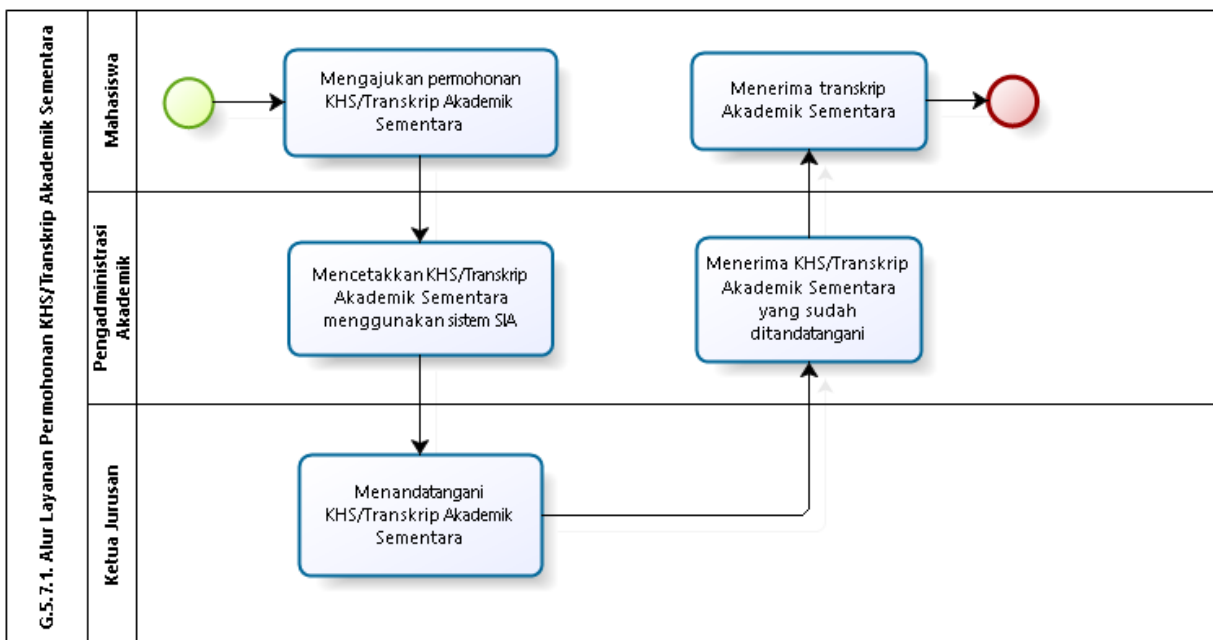 G.5.7.1. Alur Layanan Permohonan KHS/Transkrip Akademik Sementara
Mahasiswa
Mengajukan permohonan
KHS/Transkrip Akademik
Sementara
Menerima transkrip
Akademik Sementara
Pengadministrasi
Akademik
Mencetakkan KHS/Transkrip
Akademik Sementara
menggunakan sistem SIA
Menerima KHS/Transkrip
Akademik Sementara
yang sudah
ditandatangani
Ketua Jurusan
Menandatangani
KHS/Transkrip Akademik
Sementara